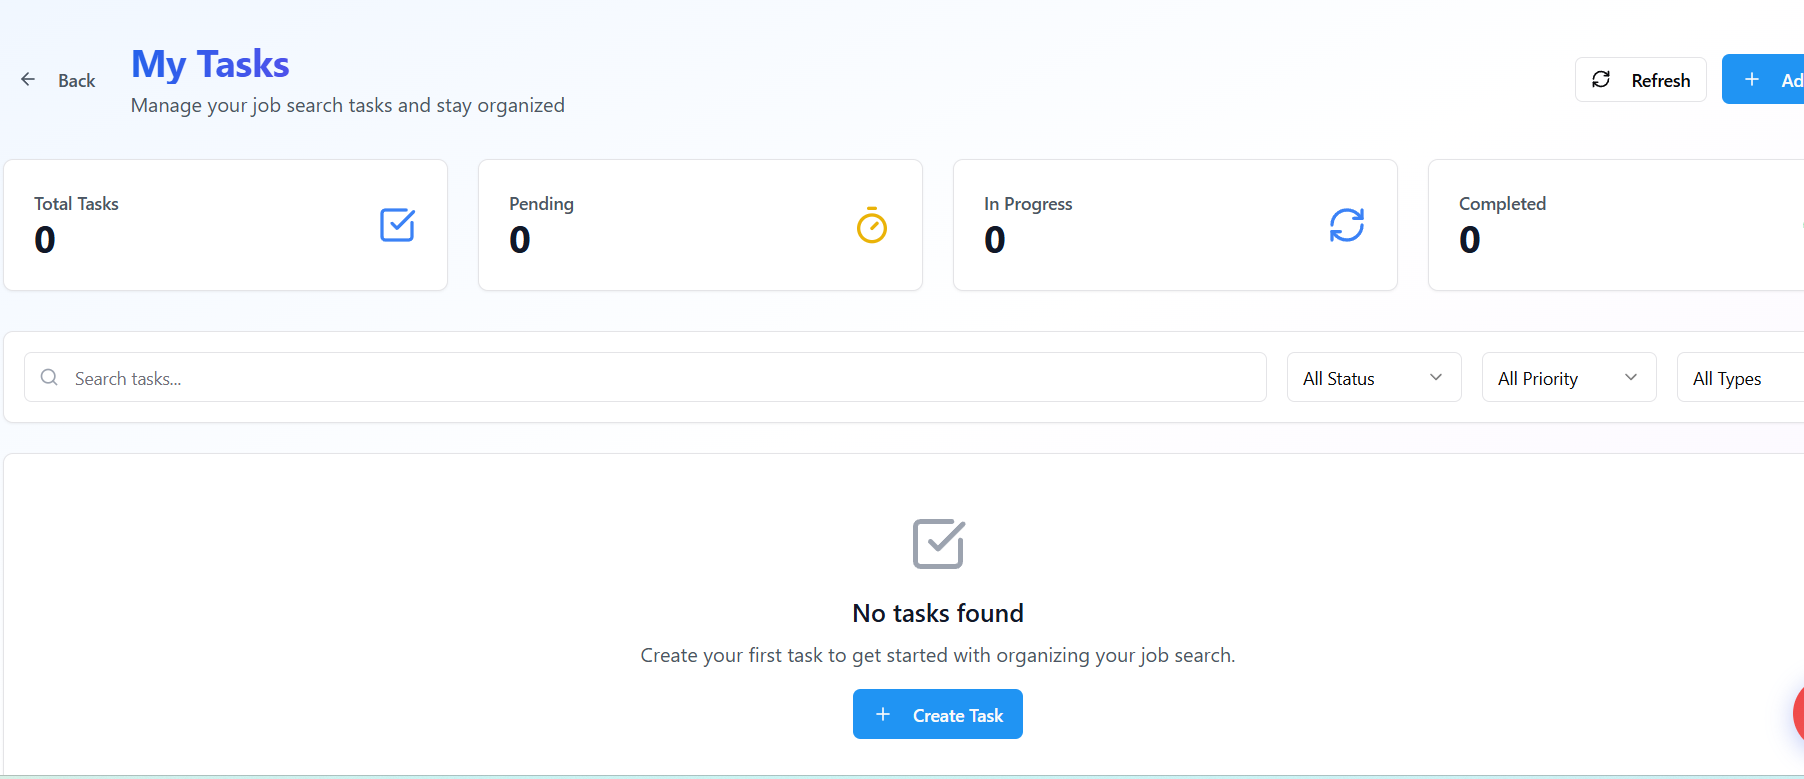 Back
My Tasks
Manage your job search tasks and stay organized
Refresh
Total Tasks
0
Pending
0
In Progress
0
Completed
0
Search tasks...
All Status
All Priority
All Types
No tasks found
Create your first task to get started with organizing your job search.
Create Task